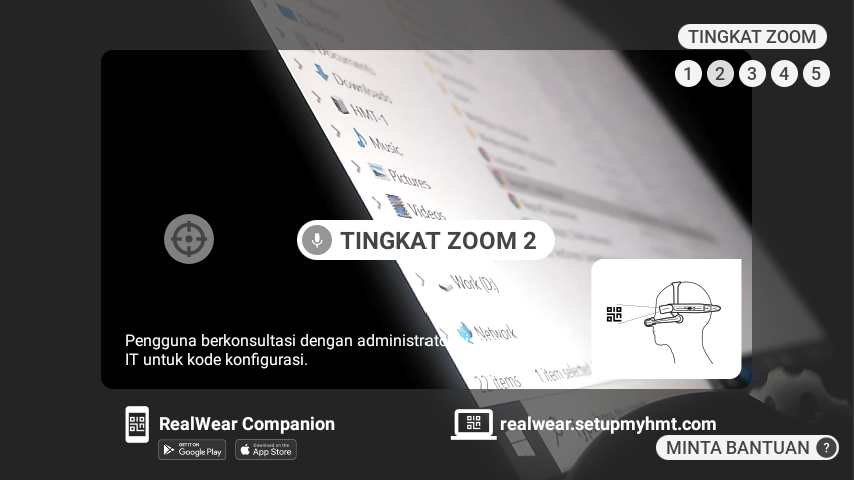 TINGKAT ZOOM
1 2 3 4 5
Documents
Downloads
HMT-1
Music
Pictures
Videos
TINGKAT ZOOM 2
Work (D:)
Network
Pengguna berkonsultasi dengan administrator
IT untuk kode konfigurasi.
22 items 1 item selected
RealWear Companion
GET IT ON
Google Play
Download on the
App Store
realwear.setupmyhmt.com
MINTA BANTUAN ?